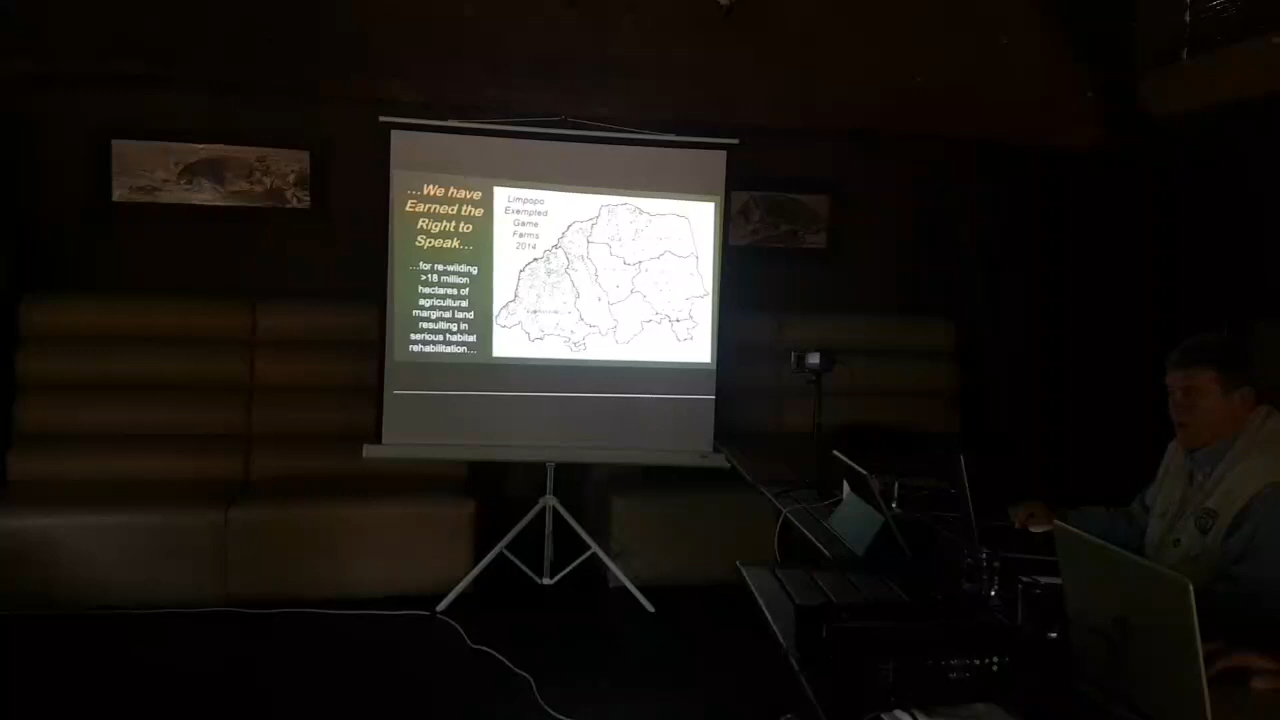 ...We have
Earned the
Right to
Speak...
...for re-wilding
>18 million
hectares of
agricultural
marginal land
resulting in
serious habitat
rehabilitation...
Limpopo
Exempted
Game
Farms
2014